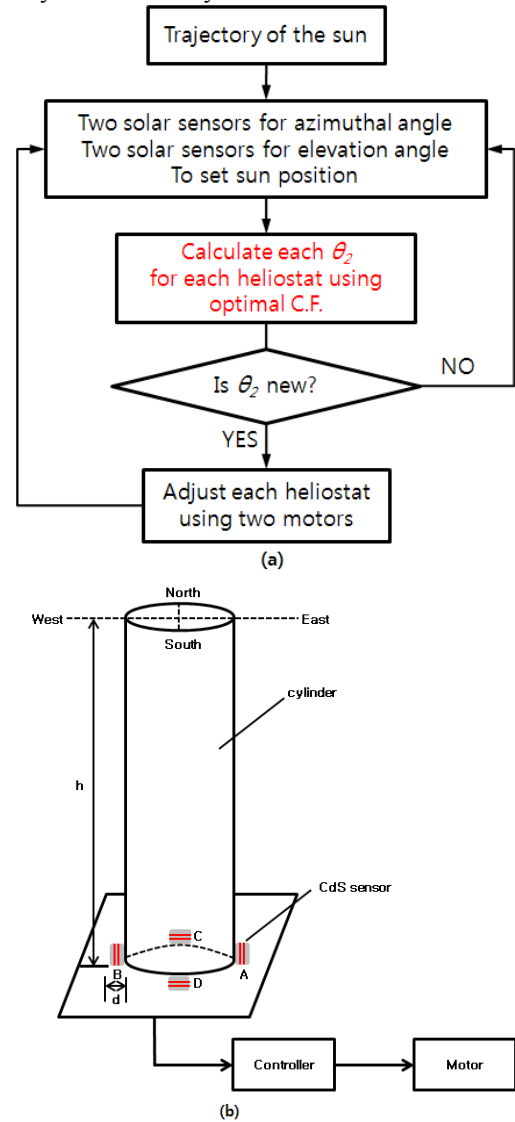 Trajectory of the sun
Two solar sensors for azimuthal angle
Two solar sensors for elevation angle
To set sun position
Calculate each θ₂
for each heliostat using
optimal C.F.
Is θ₂ new?
NO
YES
Adjust each heliostat
using two motors
(a)
North
West
East
South
cylinder
h
CdS sensor
C
B
A
D
d
Controller
Motor
(b)